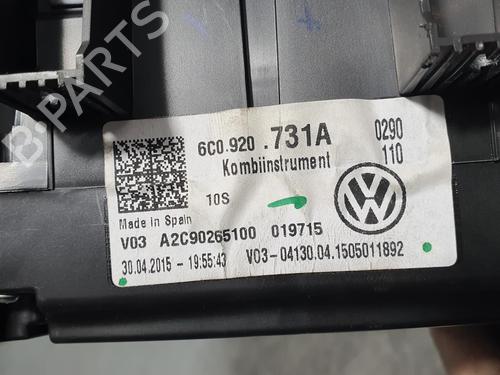 B-PARTS
6C0.920 .731A 0290
Kombiinstrument 110
10S
Made in Spain
V03 A2C90265100 019715
30.04.2015 - 19:55:43 V03-04130.04.1505011892